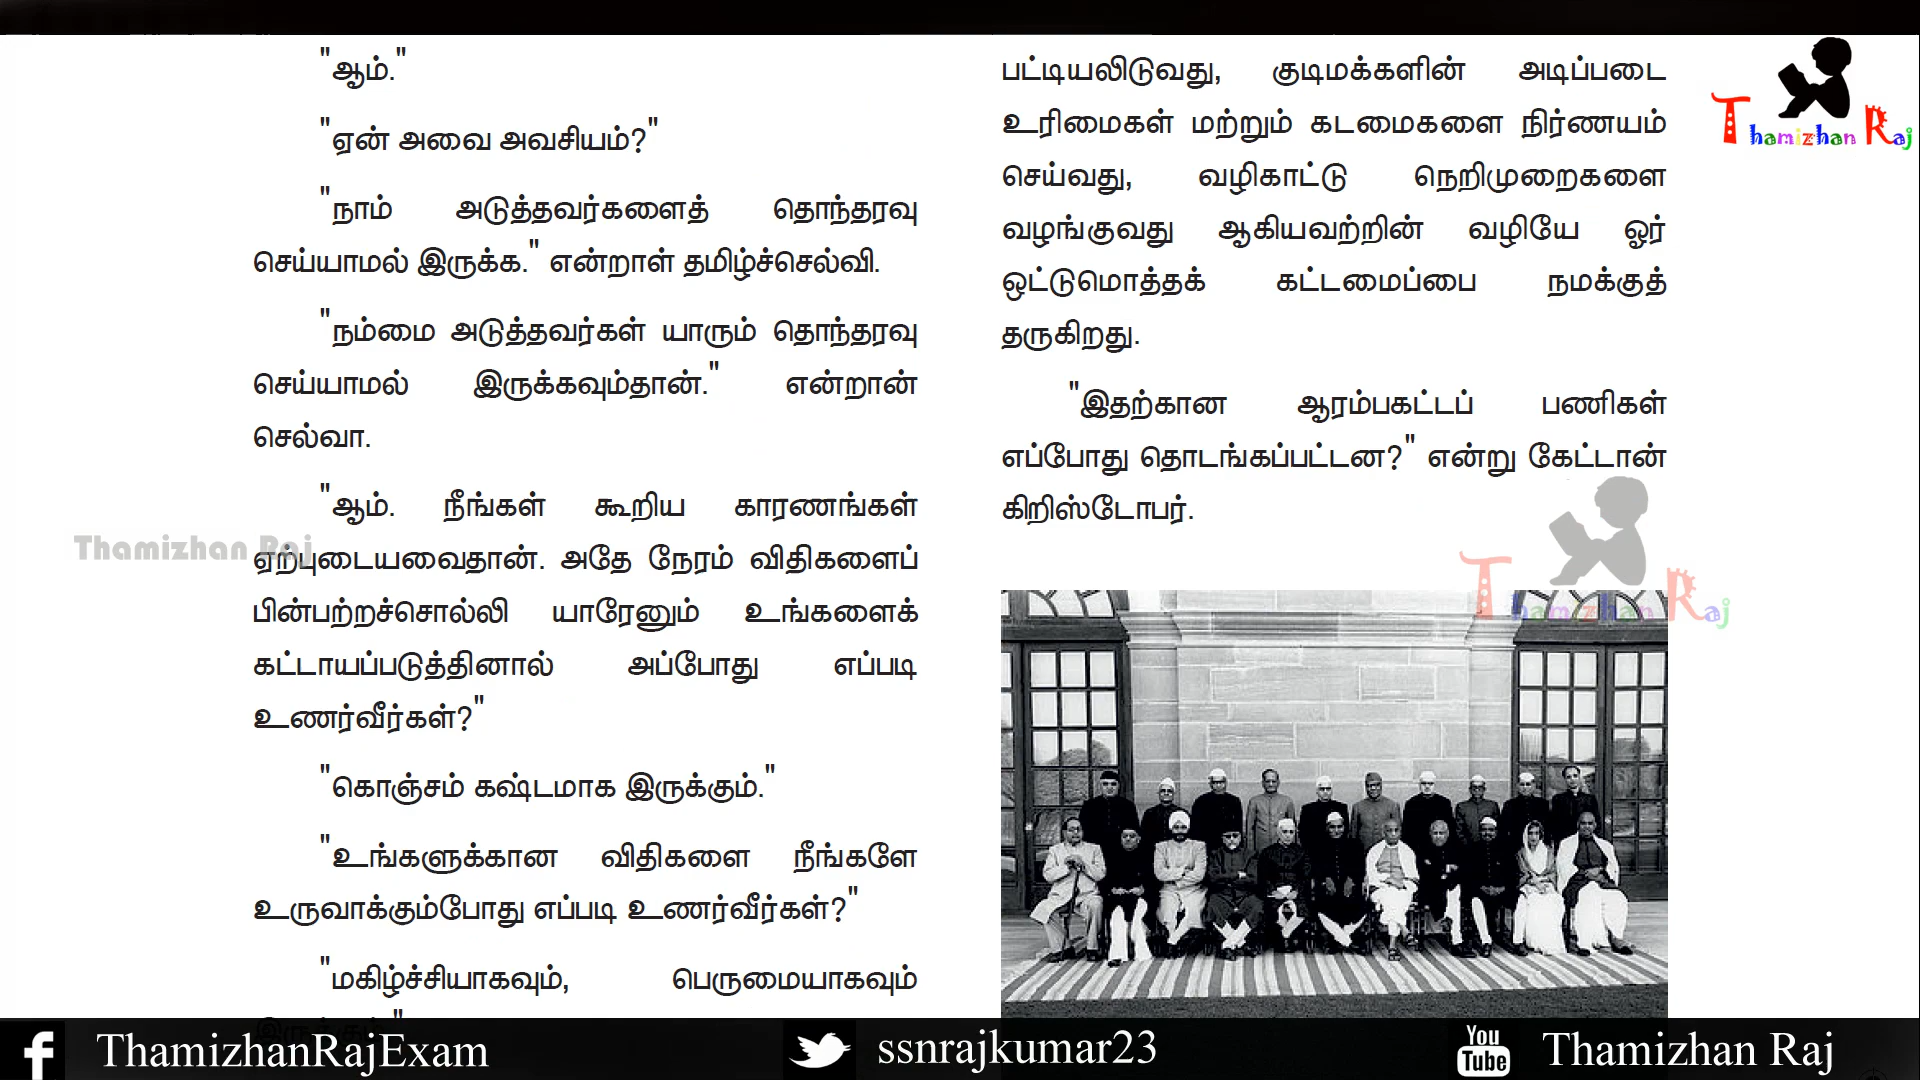 "ஆம்."
"ஏன் அவை அவசியம்?"
"நாம் அடுத்தவர்களைத் தொந்தரவு
செய்யாமல் இருக்க." என்றாள் தமிழ்ச்செல்வி.
"நம்மை அடுத்தவர்கள் யாரும் தொந்தரவு
செய்யாமல் இருக்கவும்தான்." என்றான்
செல்வா.
"ஆம். நீங்கள் கூறிய காரணங்கள்
ஏற்புடையவைதான். அதே நேரம் விதிகளைப்
பின்பற்றச்சொல்லி யாரேனும் உங்களைக்
கட்டாயப்படுத்தினால் அப்போது எப்படி
உணர்வீர்கள்?"
"கொஞ்சம் கஷ்டமாக இருக்கும்."
"உங்களுக்கான விதிகளை நீங்களே
உருவாக்கும்போது எப்படி உணர்வீர்கள்?"
"மகிழ்ச்சியாகவும், பெருமையாகவும்
பட்டியலிடுவது, குடிமக்களின் அடிப்படை
உரிமைகள் மற்றும் கடமைகளை நிர்ணயம்
செய்வது, வழிகாட்டு நெறிமுறைகளை
வழங்குவது ஆகியவற்றின் வழியே ஓர்
ஒட்டுமொத்தக் கட்டமைப்பை நமக்குத்
தருகிறது.
"இதற்கான ஆரம்பகட்டப் பணிகள்
எப்போது தொடங்கப்பட்டன?" என்று கேட்டான்
கிறிஸ்டோபர்.
Thamizhan Raj
Thamizhan Raj
Thamizhan Raj
ThamizhanRajExam
ssnrajkumar23
You Tube
Thamizhan Raj